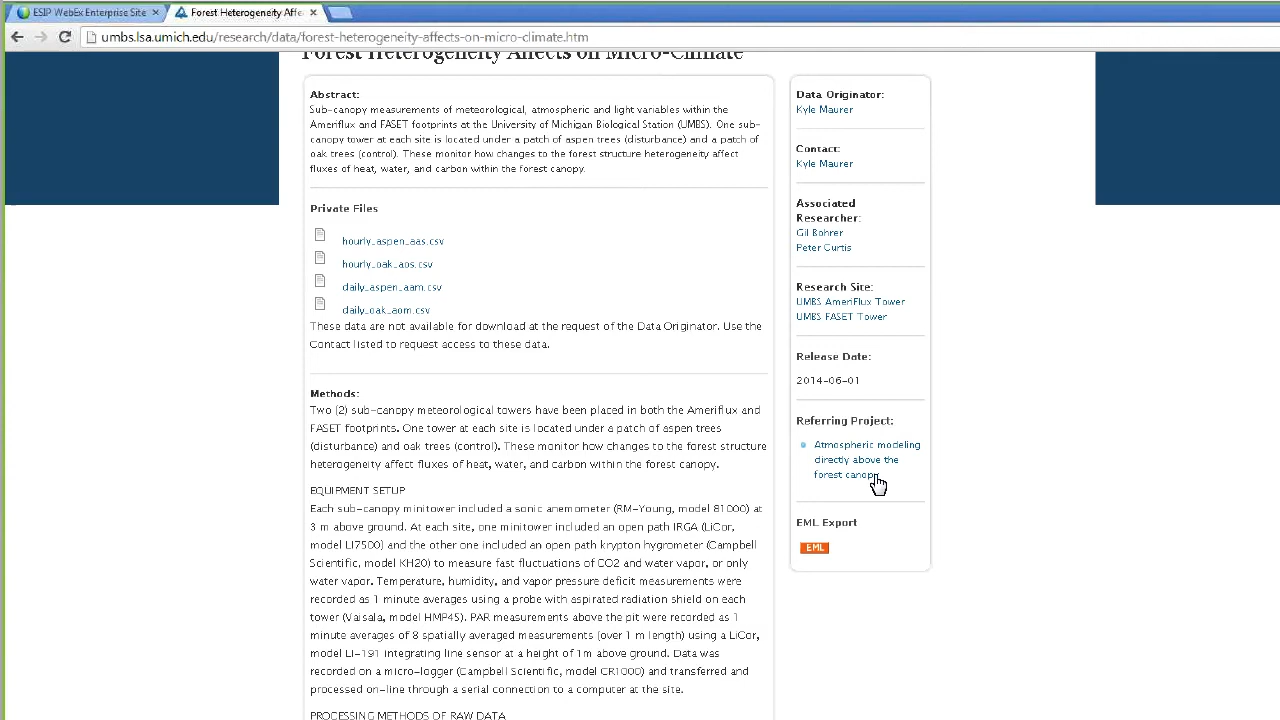 ESIP WebEx Enterprise Site
Forest Heterogeneity Affe
umbs.lsa.umich.edu/research/data/forest-heterogeneity-affects-on-micro-climate.htm
Forest Heterogeneity Affects on Micro-Climate
Abstract:
Sub-canopy measurements of meteorological, atmospheric and light variables within the
Ameriflux and FASET footprints at the University of Michigan Biological Station (UMBS). One sub-
canopy tower at each site is located under a patch of aspen trees (disturbance) and a patch of
oak trees (control). These monitor how changes to the forest structure heterogeneity affect
fluxes of heat, water, and carbon within the forest canopy.
Private Files
hourly_aspen_aas.csv
hourly_oak_aos.csv
daily_aspen_aam.csv
daily_oak_aom.csv
These data are not available for download at the request of the Data Originator. Use the
Contact listed to request access to these data.
Methods:
Two (2) sub-canopy meteorological towers have been placed in both the Ameriflux and
FASET footprints. One tower at each site is located under a patch of aspen trees
(disturbance) and oak trees (control). These monitor how changes to the forest structure
heterogeneity affect fluxes of heat, water, and carbon within the forest canopy.
EQUIPMENT SETUP
Each sub-canopy minitower included a sonic anemometer (RM-Young, model 81000) at
3 m above ground. At each site, one minitower included an open path IRGA (LiCor,
model LI7500) and the other one included an open path krypton hygrometer (Campbell
Scientific, model KH20) to measure fast fluctuations of CO2 and water vapor, or only
water vapor. Temperature, humidity, and vapor pressure deficit measurements were
recorded as 1 minute averages using a probe with aspirated radiation shield on each
tower (Vaisala, model HMP45). PAR measurements above the pit were recorded as 1
minute averages of 8 spatially averaged measurements (over 1 m length) using a LiCor,
model LI-191 integrating line sensor at a height of 1m above ground. Data was
recorded on a micro-logger (Campbell Scientific, model CR1000) and transferred and
processed on-line through a serial connection to a computer at the site.
PROCESSING METHODS OF RAW DATA
Data Originator:
Kyle Maurer
Contact:
Kyle Maurer
Associated
Researcher:
Gil Bohrer
Peter Curtis
Research Site:
UMBS AmeriFlux Tower
UMBS FASET Tower
Release Date:
2014-06-01
Referring Project:
Atmospheric modeling
directly above the
forest canopy
EML Export
EML